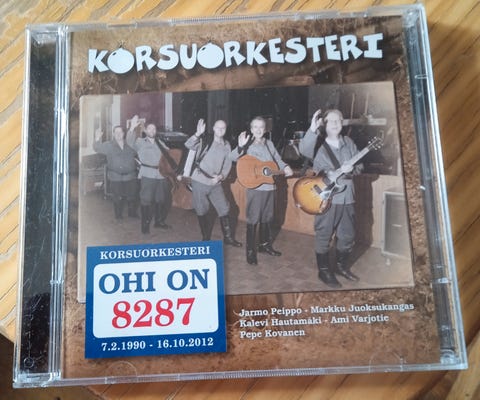 KORSUORKESTERI
KORSUORKESTERI
OHI ON
8287
7.2.1990 - 16.10.2012
Jarmo Peippo - Markku Juoksukangas
Kalevi Hautamäki - Ami Varjotie
Pepe Kovanen